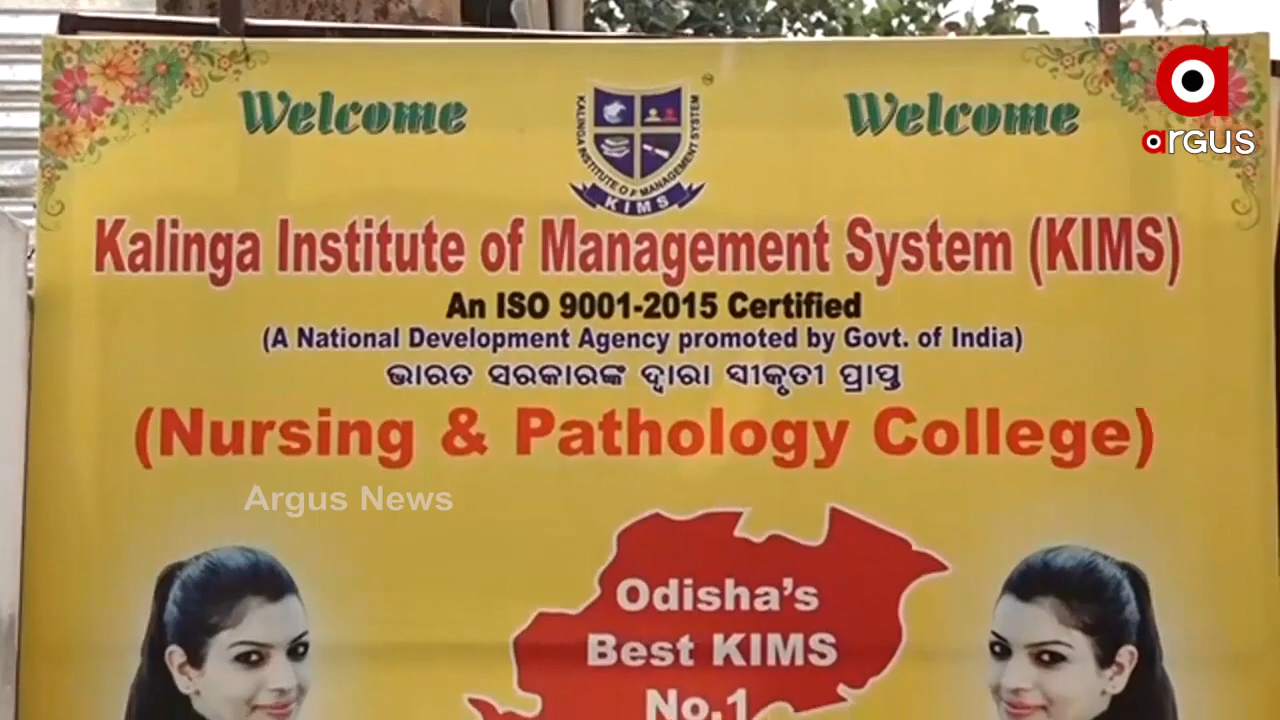 Welcome
Welcome
argus
KALINGA INSTITUTE OF MANAGEMENT SYSTEM
KIMS
Kalinga Institute of Management System (KIMS)
An ISO 9001-2015 Certified
(A National Development Agency promoted by Govt. of India)
ଭାରତ ସରକାରଙ୍କ ଦ୍ୱାରା ସୀକୃତୀ ପ୍ରାପ୍ତ
(Nursing & Pathology College)
Argus News
Odisha's
Best KIMS
No.1